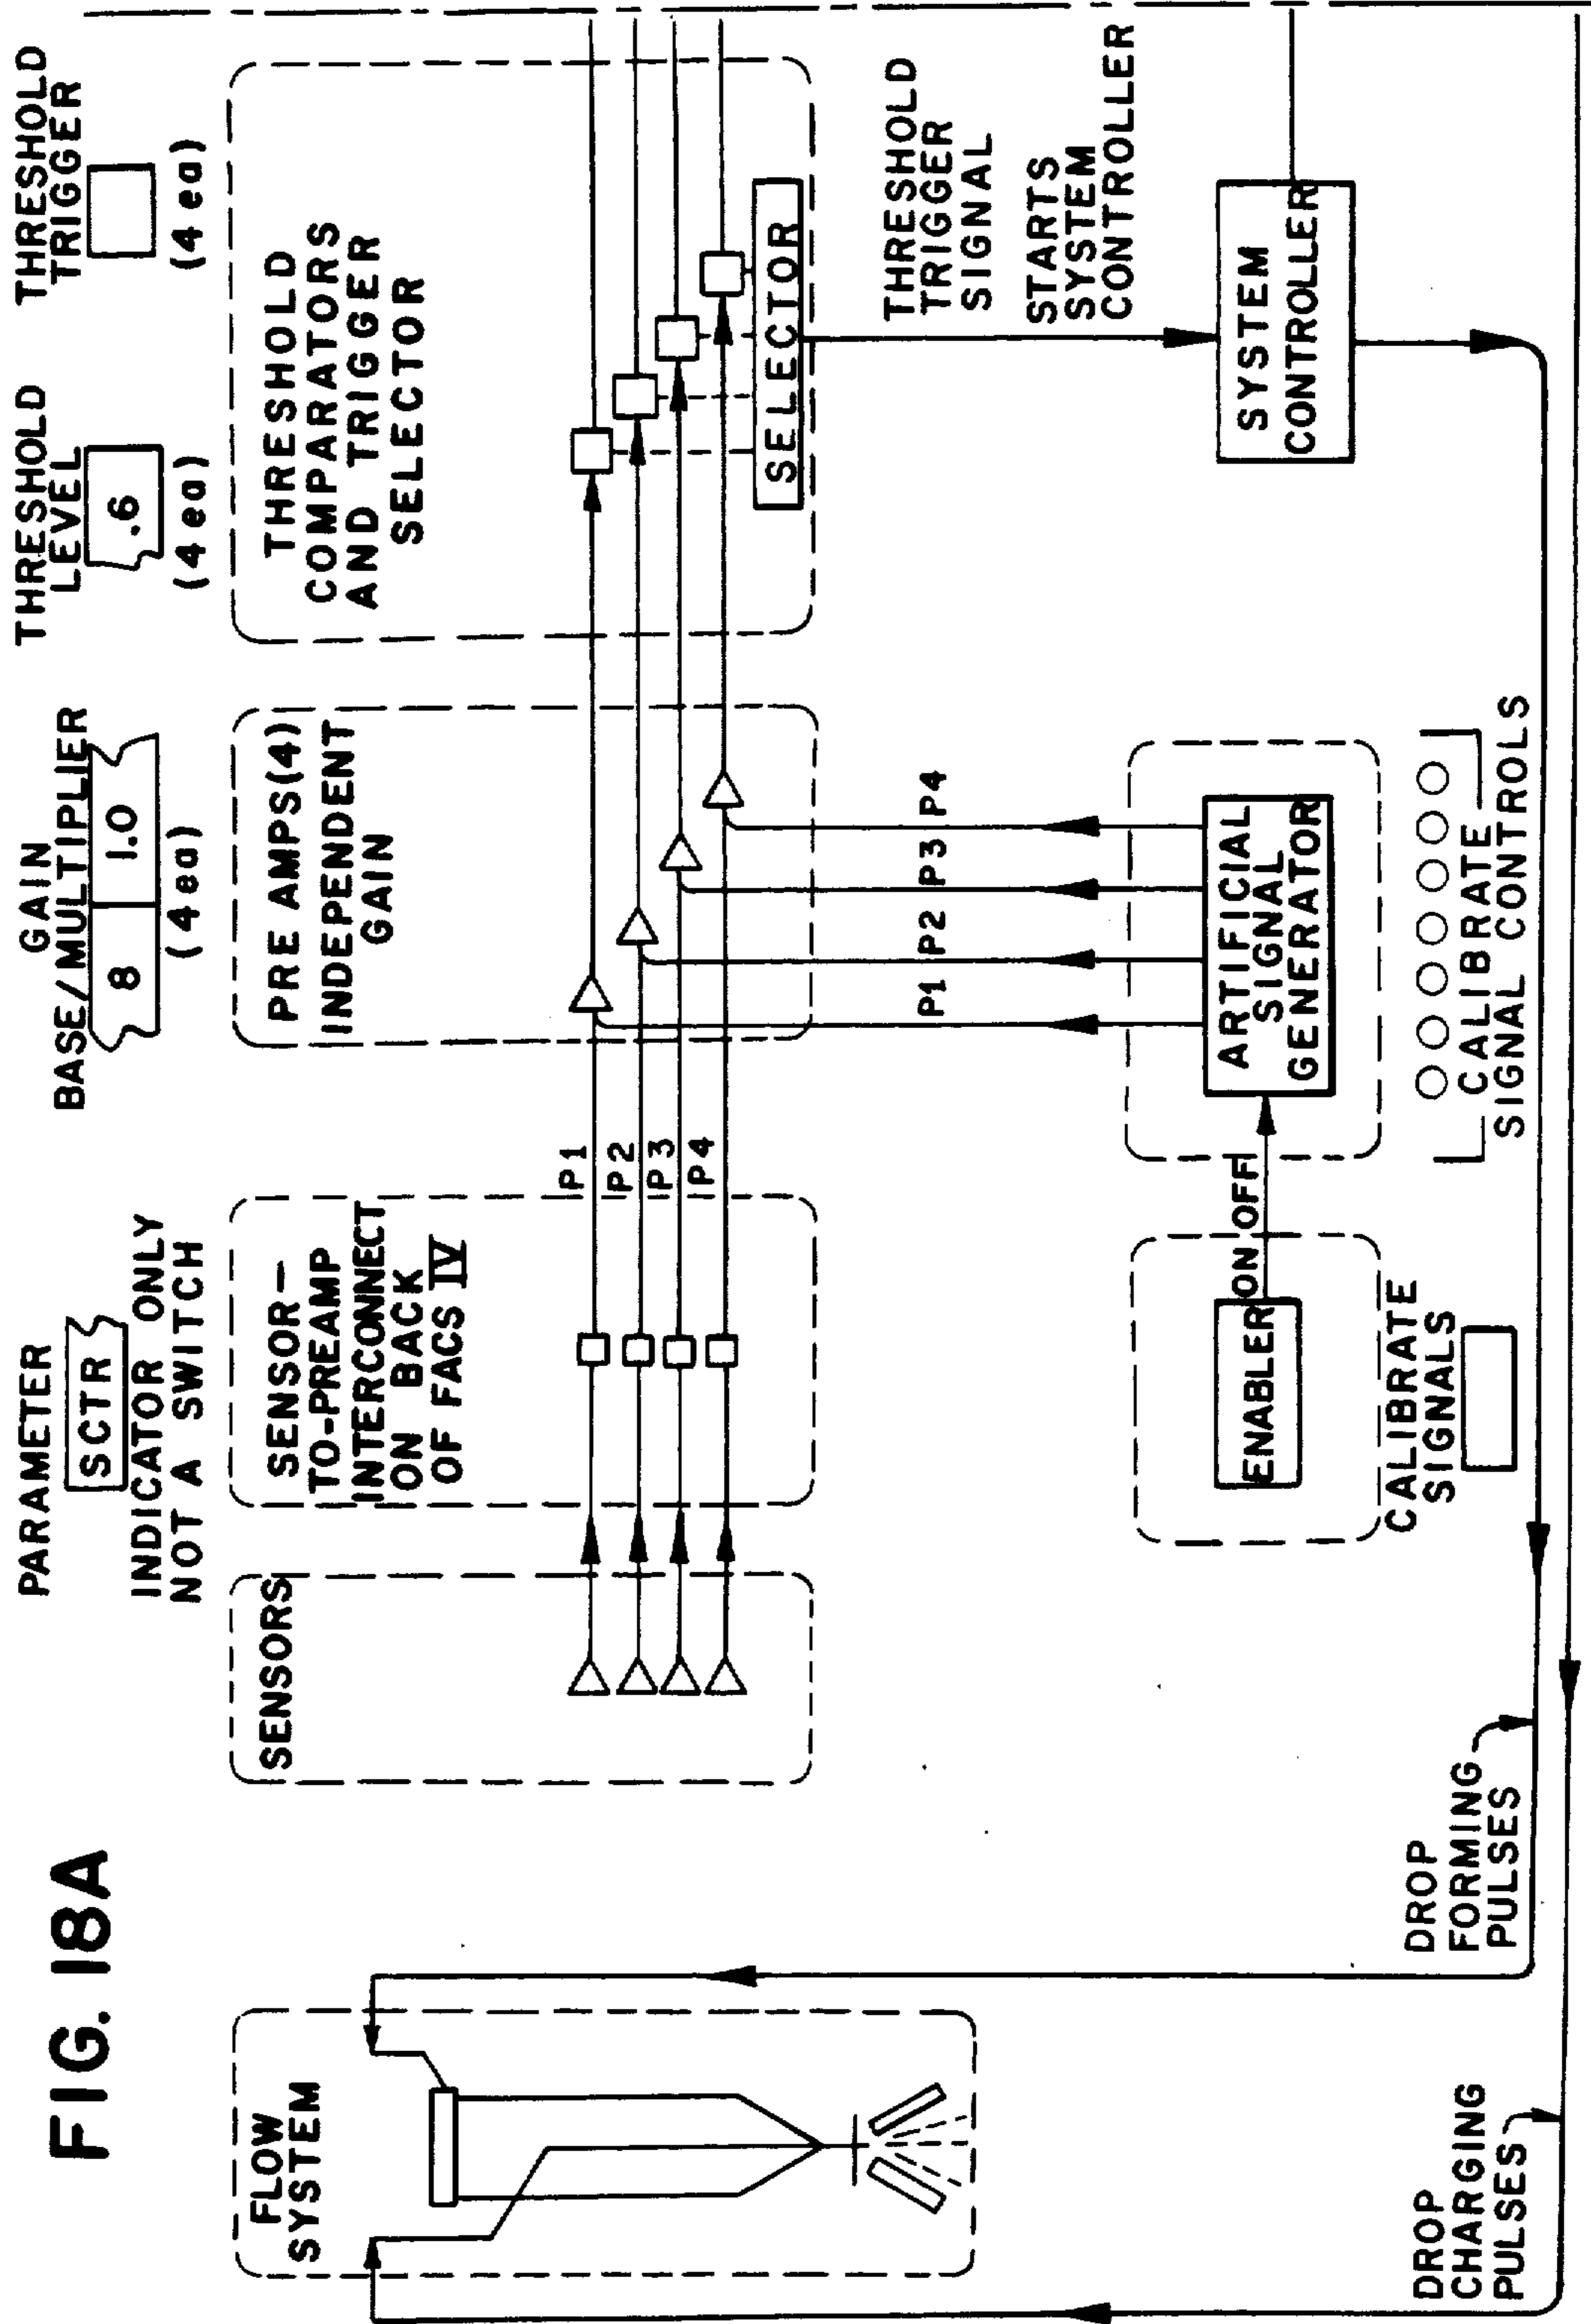 FIG. 18A
FLOW
SYSTEM
DROP
CHARGING
PULSES
DROP
FORMING
PULSES
SENSORS
PARAMETER
SCTR
INDICATOR ONLY
NOT A SWITCH
SENSOR-
TO-PREAMP
INTERCONNECT
ON BACK
OF FACS IV
P1
P2
P3
P4
ENABLER
ON OFF
CALIBRATE
SIGNALS
GAIN
BASE/MULTIPLIER
8 1.0
(4 ea)
PRE AMPS(4)
INDEPENDENT
GAIN
P1 P2 P3 P4
ARTIFICIAL
SIGNAL
GENERATOR
CALIBRATE
SIGNAL CONTROLS
THRESHOLD
LEVEL
.6
(4 ea)
THRESHOLD
TRIGGER
(4 ea)
THRESHOLD
COMPARATORS
AND TRIGGER
SELECTOR
SELECTOR
THRESHOLD
TRIGGER
SIGNAL
STARTS
SYSTEM
CONTROLLER
SYSTEM
CONTROLLER